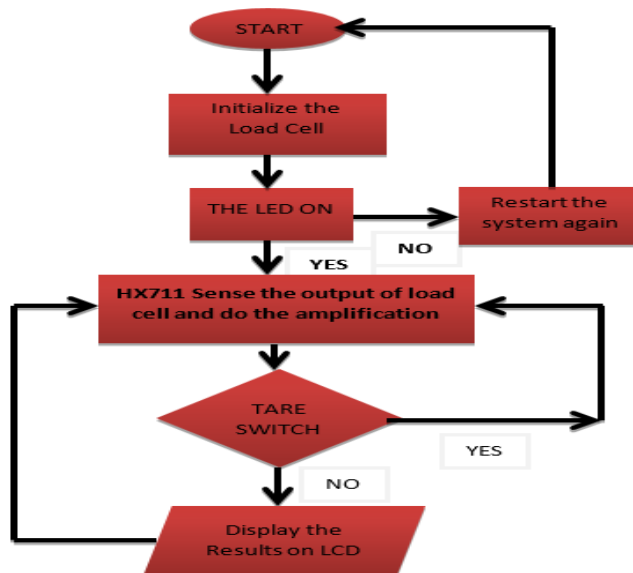 START
Initialize the
Load Cell
THE LED ON
Restart the
system again
NO
YES
HX711 Sense the output of load
cell and do the amplification
TARE
SWITCH
YES
NO
Display the
Results on LCD